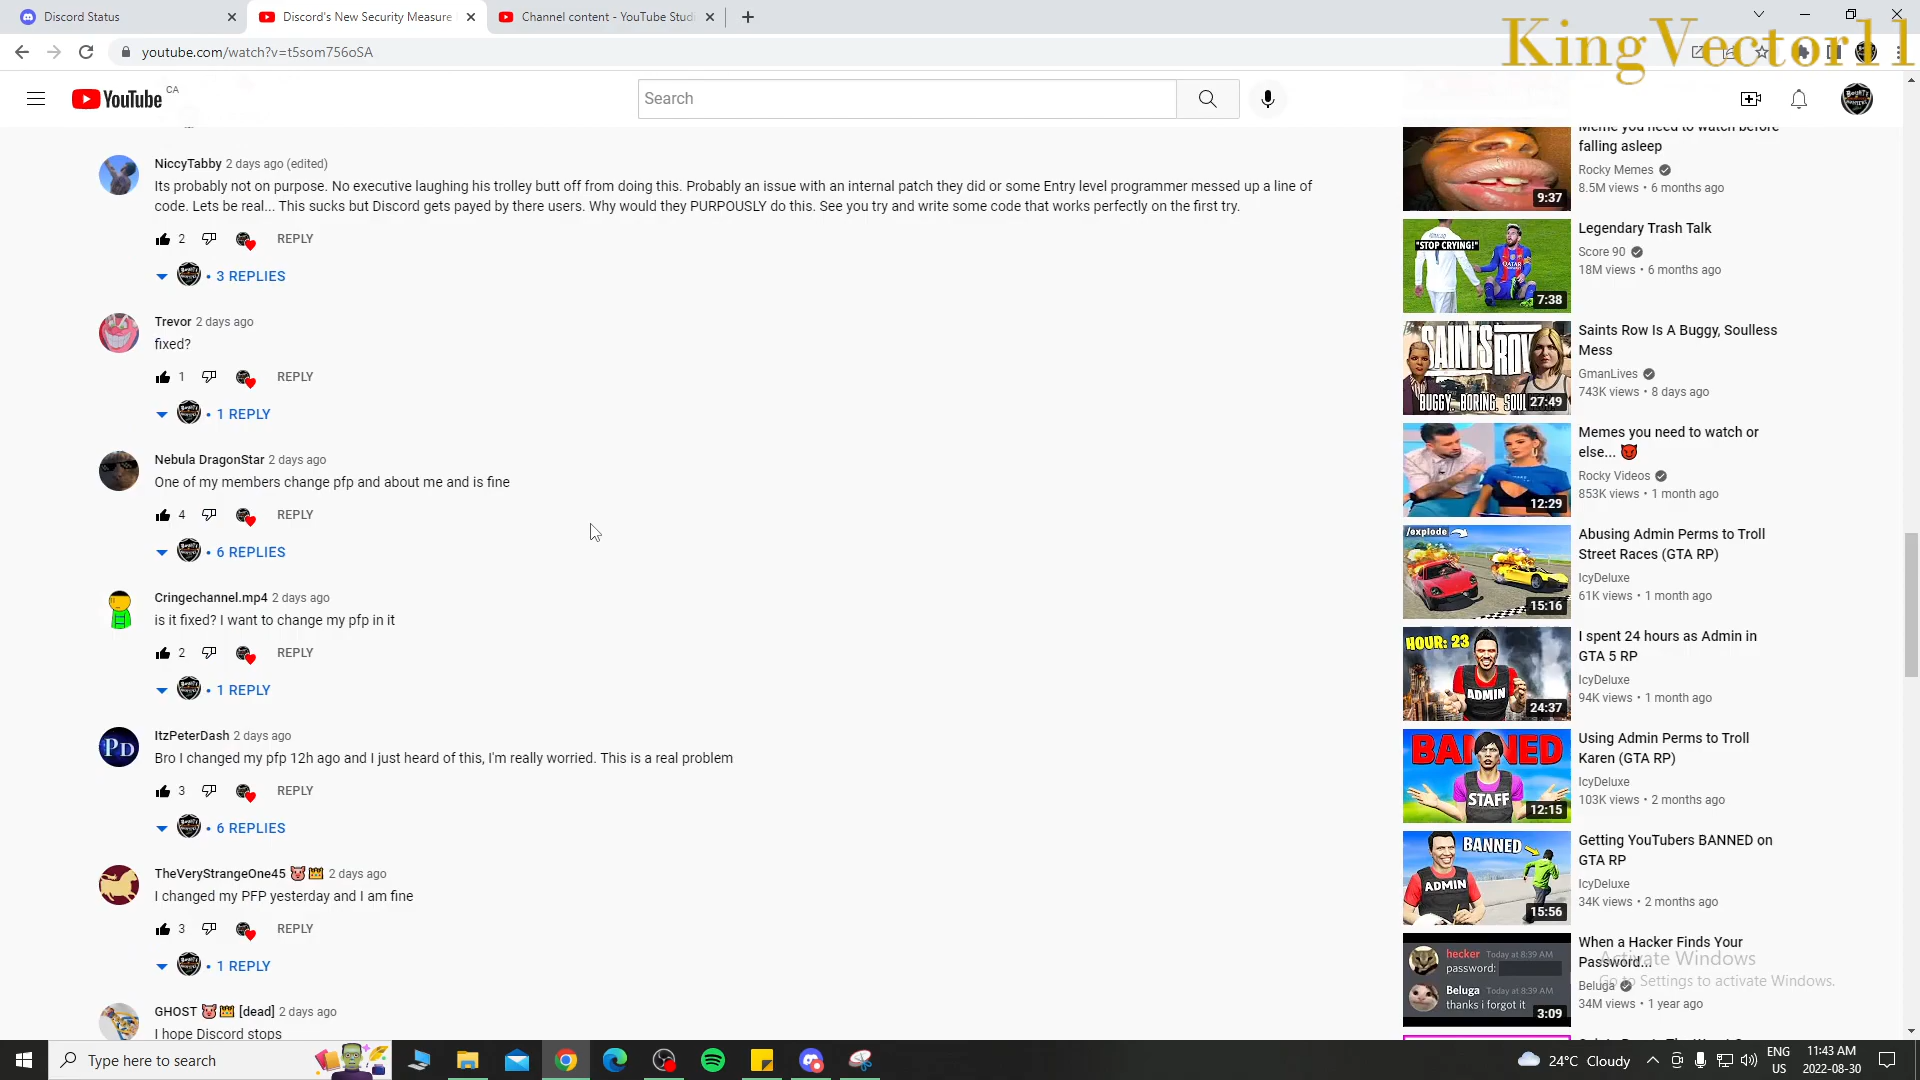 Discord Status
Discord's New Security Measure
Channel content - YouTube Studi
KingVector11
youtube.com/watch?v=t5som756oSA
YouTube CA
Search
NiccyTabby 2 days ago (edited)
Its probably not on purpose. No executive laughing his trolley butt off from doing this. Probably an issue with an internal patch they did or some Entry level programmer messed up a line of
code. Lets be real... This sucks but Discord gets payed by there users. Why would they PURPOUSLY do this. See you try and write some code that works perfectly on the first try.
2 REPLY
• 3 REPLIES
Trevor 2 days ago
fixed?
1 REPLY
• 1 REPLY
Nebula DragonStar 2 days ago
One of my members change pfp and about me and is fine
4 REPLY
• 6 REPLIES
Cringechannel.mp4 2 days ago
is it fixed? I want to change my pfp in it
2 REPLY
• 1 REPLY
ItzPeterDash 2 days ago
PD
Bro I changed my pfp 12h ago and I just heard of this, I'm really worried. This is a real problem
3 REPLY
• 6 REPLIES
TheVeryStrangeOne45 🐷👑 2 days ago
I changed my PFP yesterday and I am fine
3 REPLY
• 1 REPLY
GHOST 🐷👑 [dead] 2 days ago
I hope Discord stops
Meme you need to watch before
falling asleep
Rocky Memes
8.5M views • 6 months ago
9:37
Legendary Trash Talk
Score 90
18M views • 6 months ago
"STOP CRYING!"
7:38
Saints Row Is A Buggy, Soulless
Mess
GmanLives
743K views • 8 days ago
SAINTS ROW
BUGGY. BORING. SOUL
27:49
Memes you need to watch or
else... 😈
Rocky Videos
853K views • 1 month ago
12:29
/explode
Abusing Admin Perms to Troll
Street Races (GTA RP)
IcyDeluxe
61K views • 1 month ago
15:16
HOUR: 23
ADMIN
I spent 24 hours as Admin in
GTA 5 RP
IcyDeluxe
94K views • 1 month ago
24:37
BANNED
STAFF
Using Admin Perms to Troll
Karen (GTA RP)
IcyDeluxe
103K views • 2 months ago
12:15
BANNED
ADMIN
Getting YouTubers BANNED on
GTA RP
IcyDeluxe
34K views • 2 months ago
15:56
hecker Today at 8:39 AM
password:
Beluga Today at 8:39 AM
thanks i forgot it
3:09
When a Hacker Finds Your
Password...
Beluga
34M views • 1 year ago
Activate Windows
Go to Settings to activate Windows.
Type here to search
24°C Cloudy
ENG
US
11:43 AM
2022-08-30